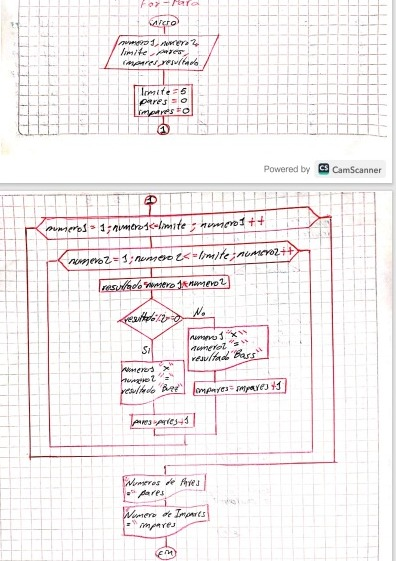 For-Para
inicio
numero1, numero2,
limite, pares,
impares, resultado
limite = 5
pares = 0
impares = 0
1
Powered by CS CamScanner
1
numero1 = 1; numero1<=limite; numero1++
numero2 = 1; numero2<=limite; numero2++
resultado=numero1*numero2
resultado%2==0
No
Si
numero1 "x"
numero2 "="
resultado "Bass"
numero1 "x"
numero2 "="
resultado "Buzz"
impares=impares+1
pares=pares+1
"Numeros de Pares
=" pares
"Numero de Impares
=" impares
Fin